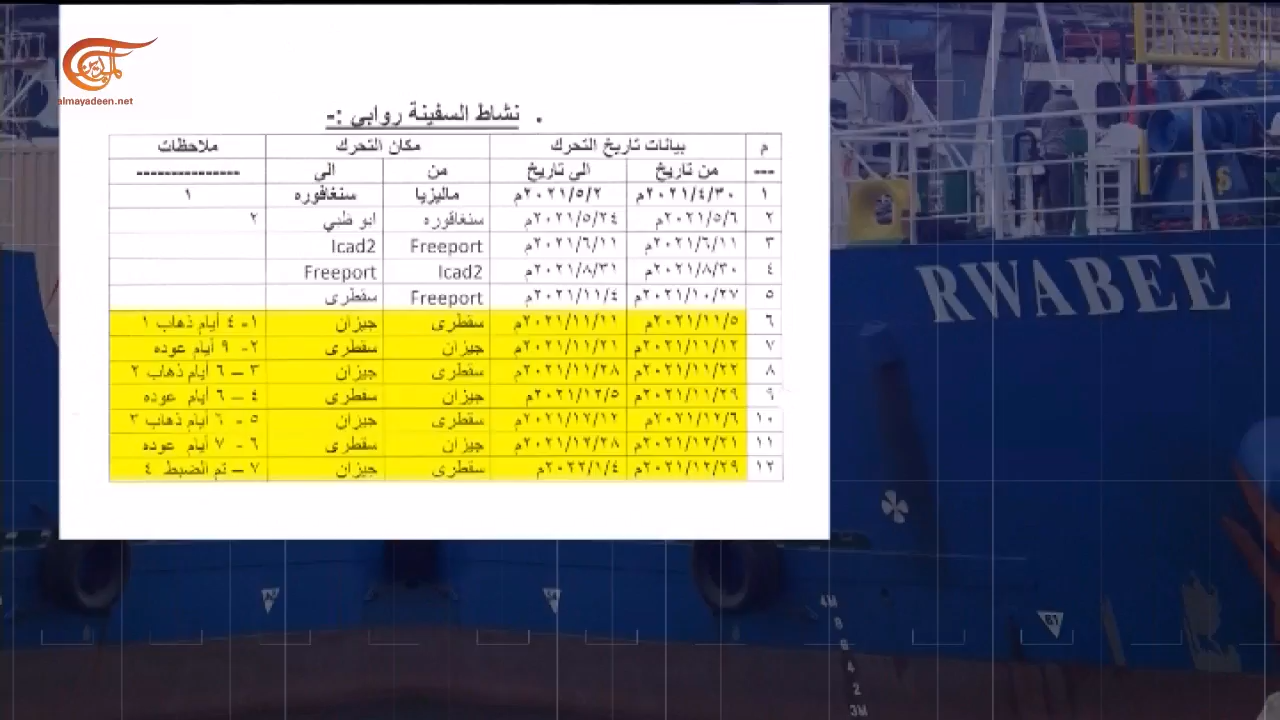 almayadeen.net
. نشاط السفينة روابي :-
م بيانات تاريخ التحرك مكان التحرك ملاحظات
--- من تاريخ الى تاريخ من الى ---------------
١ ٢٠٢١/٤/٣٠م ٢٠٢١/٥/٢م ماليزيا سنغافوره ١
٢ ٢٠٢١/٥/٦م ٢٠٢١/٥/٢٤م سنغافوره ابو ظبي ٢
٣ ٢٠٢١/٦/١١م ٢٠٢١/٦/١١م Freeport Icad2
٤ ٢٠٢١/٨/٣٠م ٢٠٢١/٨/٣١م Icad2 Freeport
٥ ٢٠٢١/١٠/٢٧م ٢٠٢١/١١/٤م Freeport سقطرى
٦ ٢٠٢١/١١/٥م ٢٠٢١/١١/١١م سقطرى جيزان ١- ٤ أيام ذهاب ١
٧ ٢٠٢١/١١/١٢م ٢٠٢١/١١/٢١م جيزان سقطرى ٢- ٩ أيام عوده
٨ ٢٠٢١/١١/٢٢م ٢٠٢١/١١/٢٨م سقطرى جيزان ٣ – ٦ أيام ذهاب ٢
٩ ٢٠٢١/١١/٢٩م ٢٠٢١/١٢/٥م جيزان سقطرى ٤ – ٦ أيام عوده
١٠ ٢٠٢١/١٢/٦م ٢٠٢١/١٢/١٢م سقطرى جيزان ٥ - ٦ أيام ذهاب ٣
١١ ٢٠٢١/١٢/٢١م ٢٠٢١/١٢/٢٨م جيزان سقطرى ٦- ٧ أيام عوده
١٢ ٢٠٢١/١٢/٢٩م ٢٠٢٢/١/٤م سقطرى جيزان ٧ – تم الضبط ٤
RWABEE
4M
8
6
4
2
3M